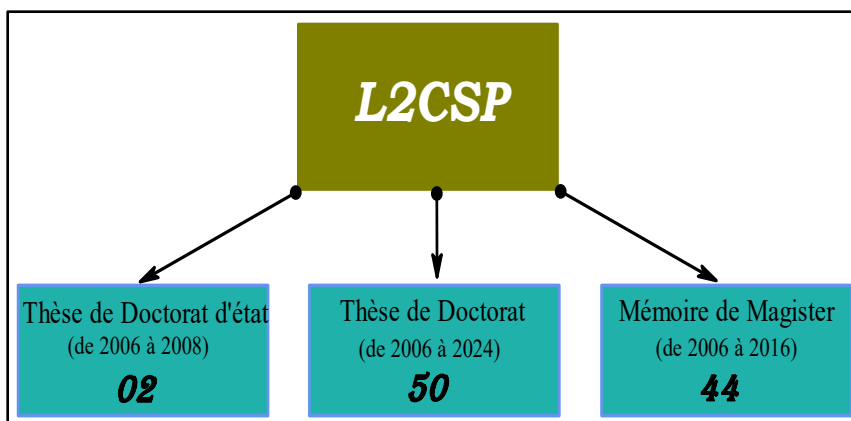 L2CSP
Thèse de Doctorat d'état
(de 2006 à 2008)
02
Thèse de Doctorat
(de 2006 à 2024)
50
Mémoire de Magister
(de 2006 à 2016)
44